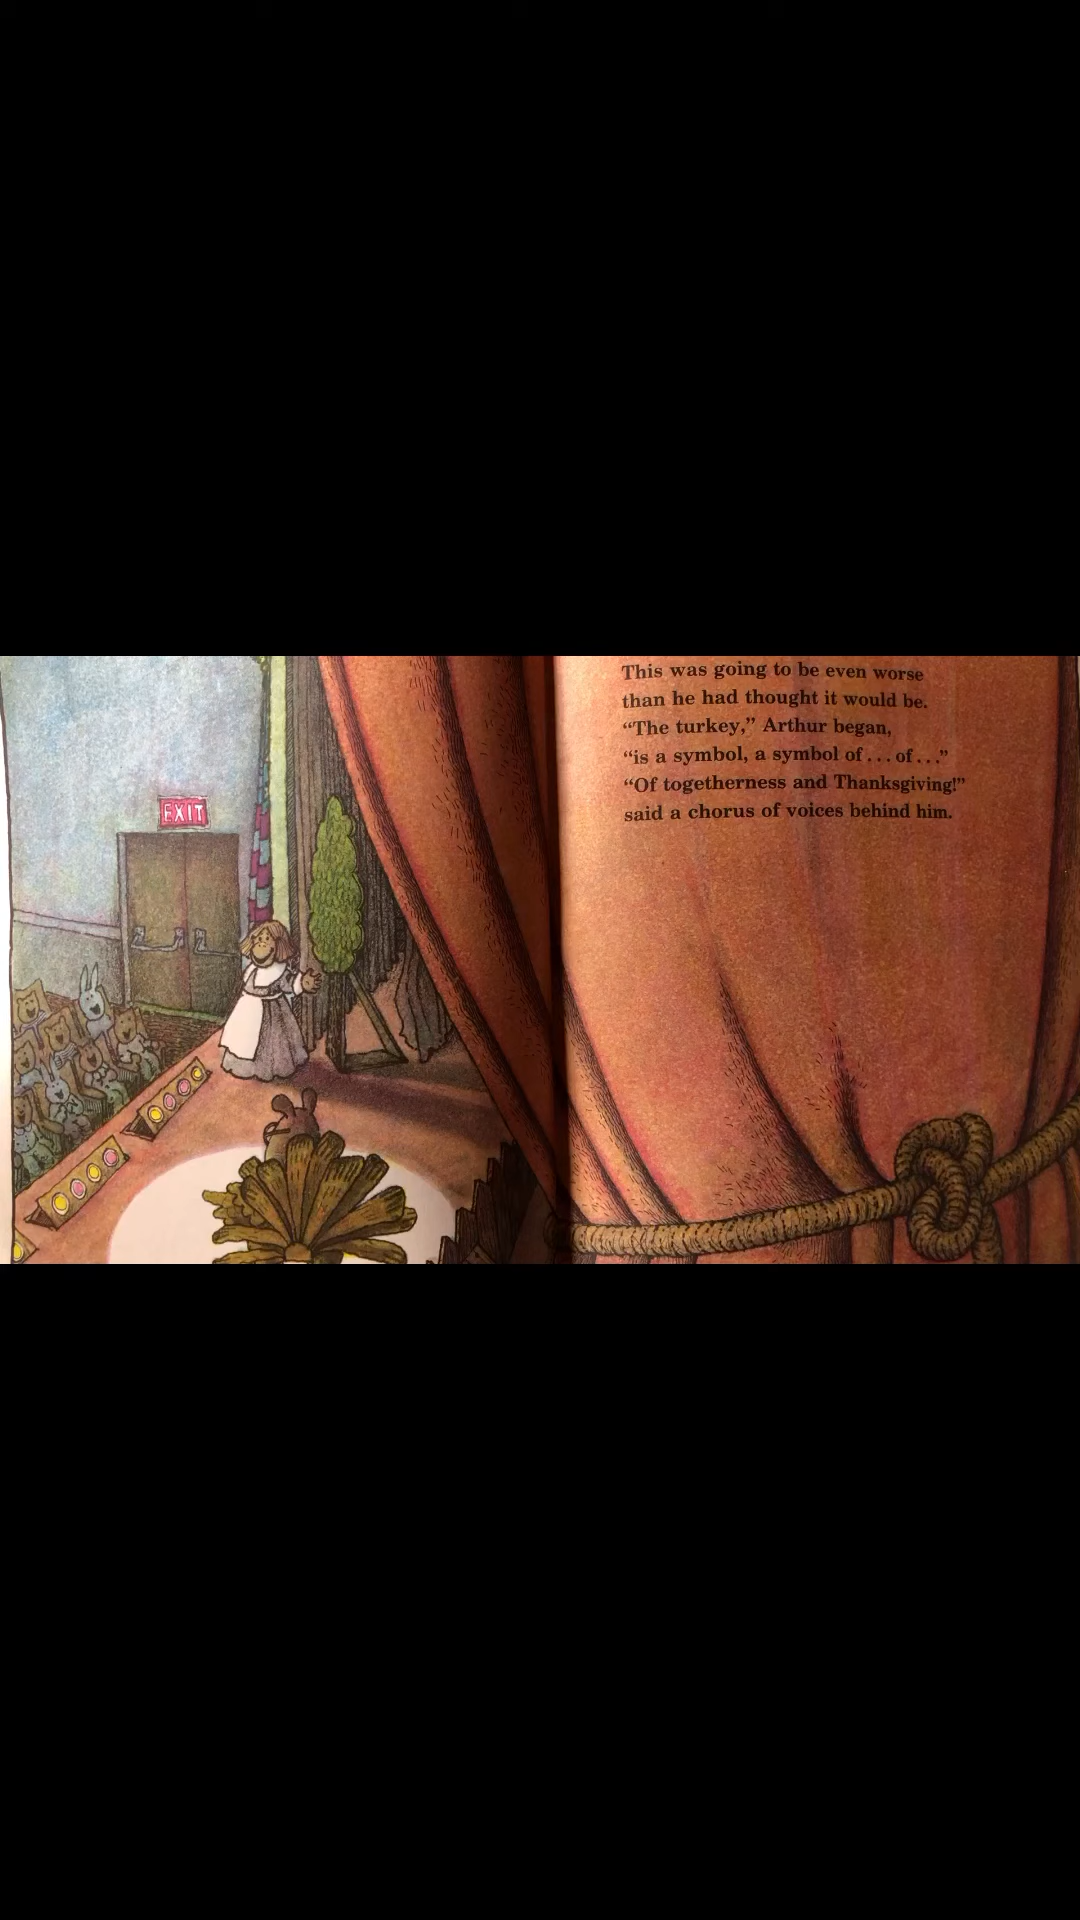 EXIT
This was going to be even worse
than he had thought it would be.
“The turkey,” Arthur began,
“is a symbol, a symbol of . . . of . . .”
“Of togetherness and Thanksgiving!”
said a chorus of voices behind him.